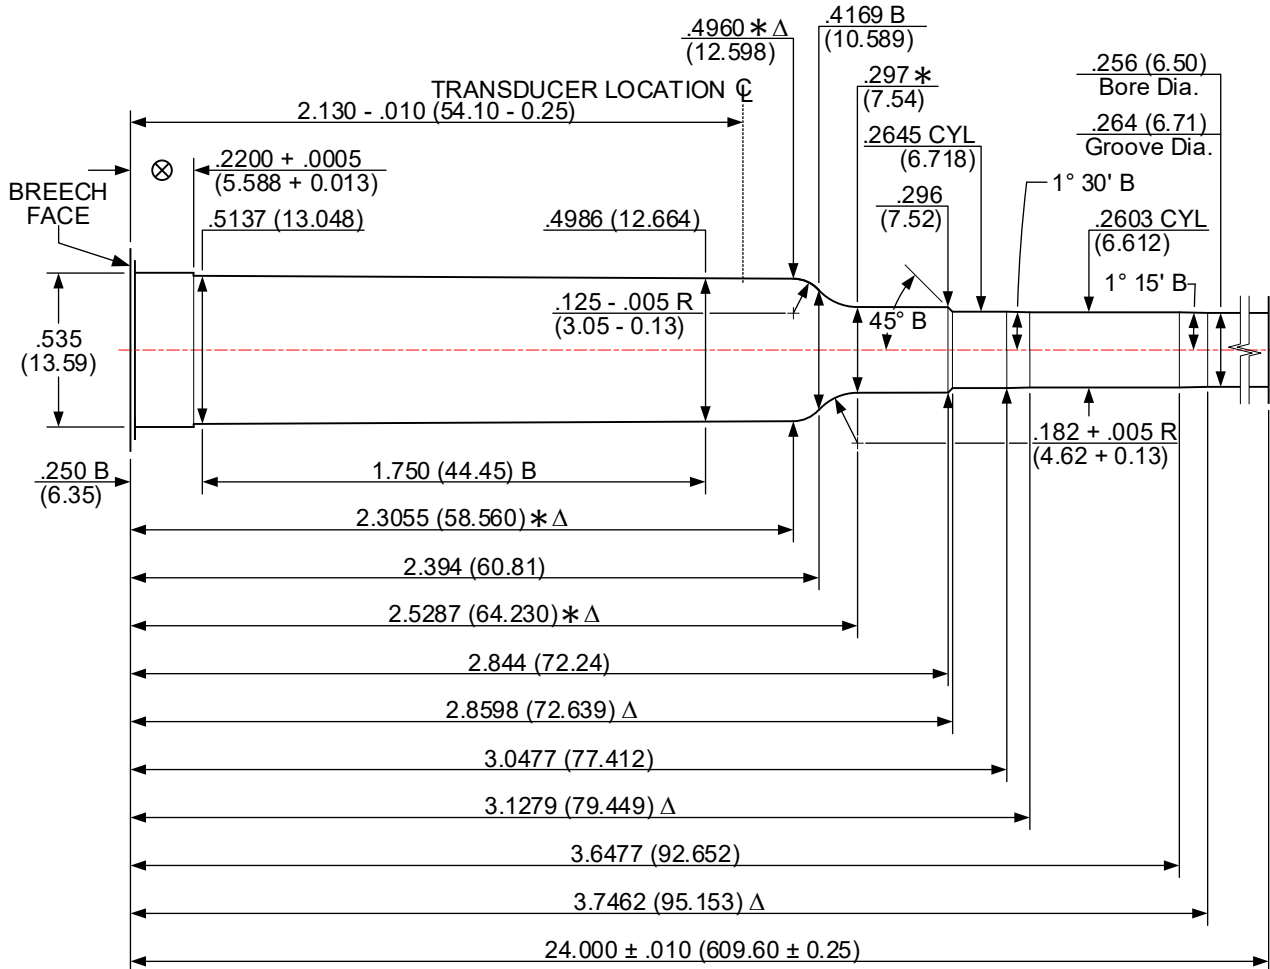 .4960 * Δ
(12.598)
.4169 B
(10.589)
.297 *
(7.54)
.256 (6.50)
Bore Dia.
TRANSDUCER LOCATION ℄
2.130 - .010 (54.10 - 0.25)
.2645 CYL
(6.718)
.264 (6.71)
Groove Dia.
⊗
.2200 + .0005
(5.588 + 0.013)
BREECH
FACE
1° 30' B
.296
(7.52)
.5137 (13.048)
.4986 (12.664)
.2603 CYL
(6.612)
1° 15' B
.125 - .005 R
(3.05 - 0.13)
45° B
.535
(13.59)
.182 + .005 R
(4.62 + 0.13)
.250 B
(6.35)
1.750 (44.45) B
2.3055 (58.560) * Δ
2.394 (60.81)
2.5287 (64.230) * Δ
2.844 (72.24)
2.8598 (72.639) Δ
3.0477 (77.412)
3.1279 (79.449) Δ
3.6477 (92.652)
3.7462 (95.153) Δ
24.000 ± .010 (609.60 ± 0.25)